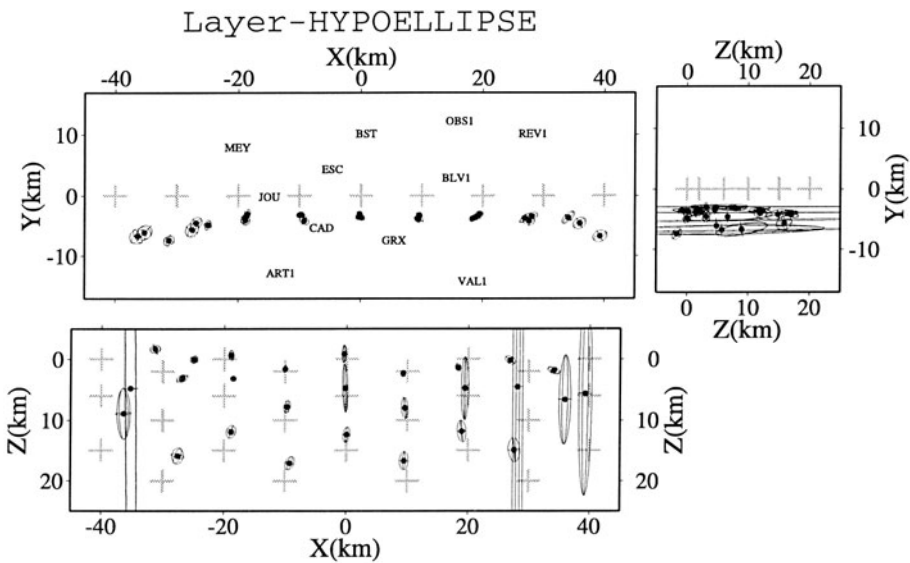 Layer-HYPOELLIPSE
X(km)
-40 -20 0 20 40
Z(km)
0 10 20
Y(km)
10
0
-10
OBS1
BST
REV1
MEY
ESC
BLV1
JOU
CAD
GRX
ART1
VAL1
10
0
-10
Y(km)
0 10 20
Z(km)
Z(km)
0
10
20
0
10
20
Z(km)
-40 -20 0 20 40
X(km)